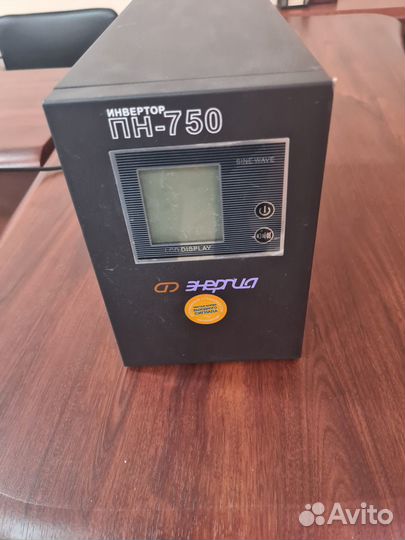 ИНВЕРТОР
ПН-750
SINE WAVE
LCD DISPLAY
энергия
Avito